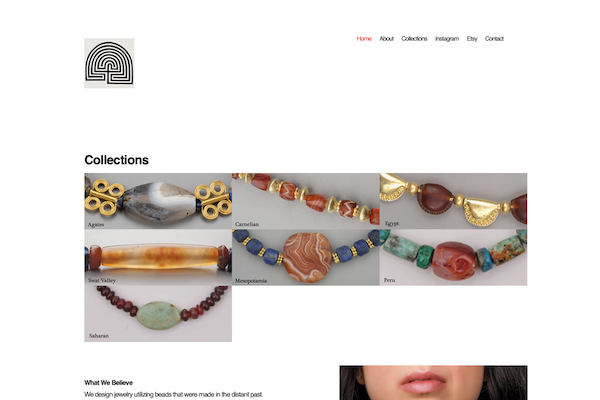 Home About Collections Instagram Etsy Contact
Collections
Agates
Carnelian
Egypt
Swat Valley
Mesopotamia
Peru
Saharan
What We Believe
We design jewelry utilizing beads that were made in the distant past.